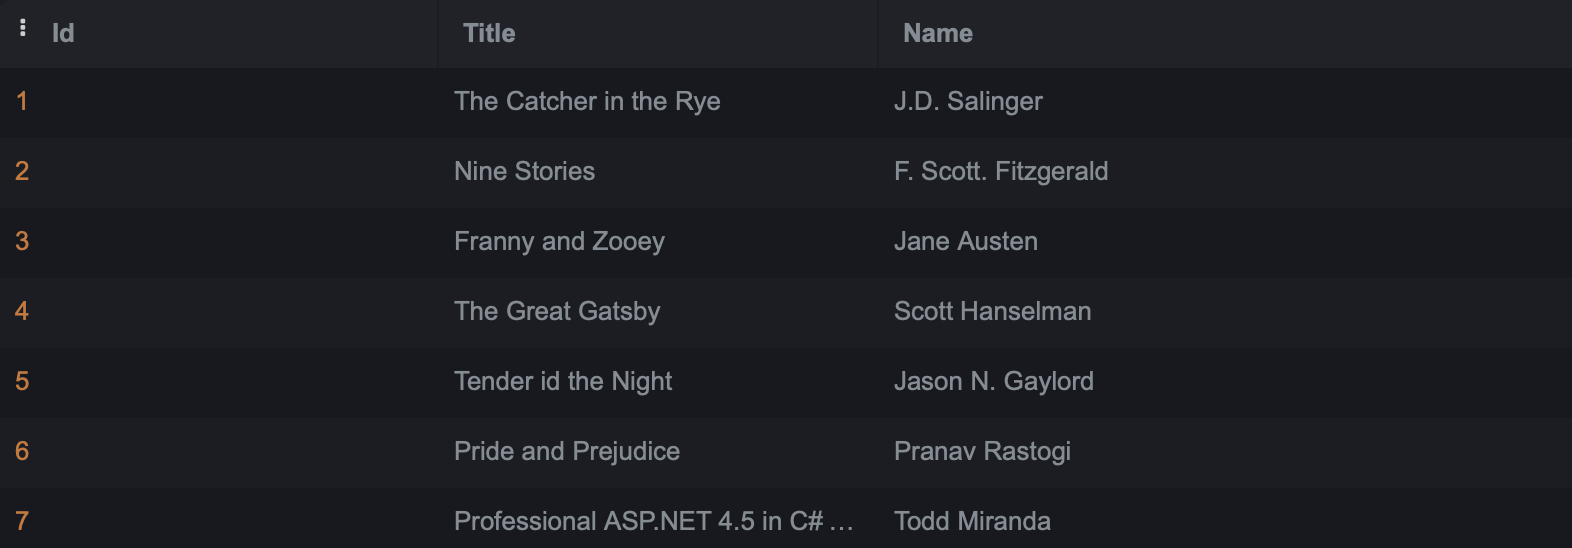 Id Title Name
1 The Catcher in the Rye J.D. Salinger
2 Nine Stories F. Scott. Fitzgerald
3 Franny and Zooey Jane Austen
4 The Great Gatsby Scott Hanselman
5 Tender id the Night Jason N. Gaylord
6 Pride and Prejudice Pranav Rastogi
7 Professional ASP.NET 4.5 in C# ... Todd Miranda